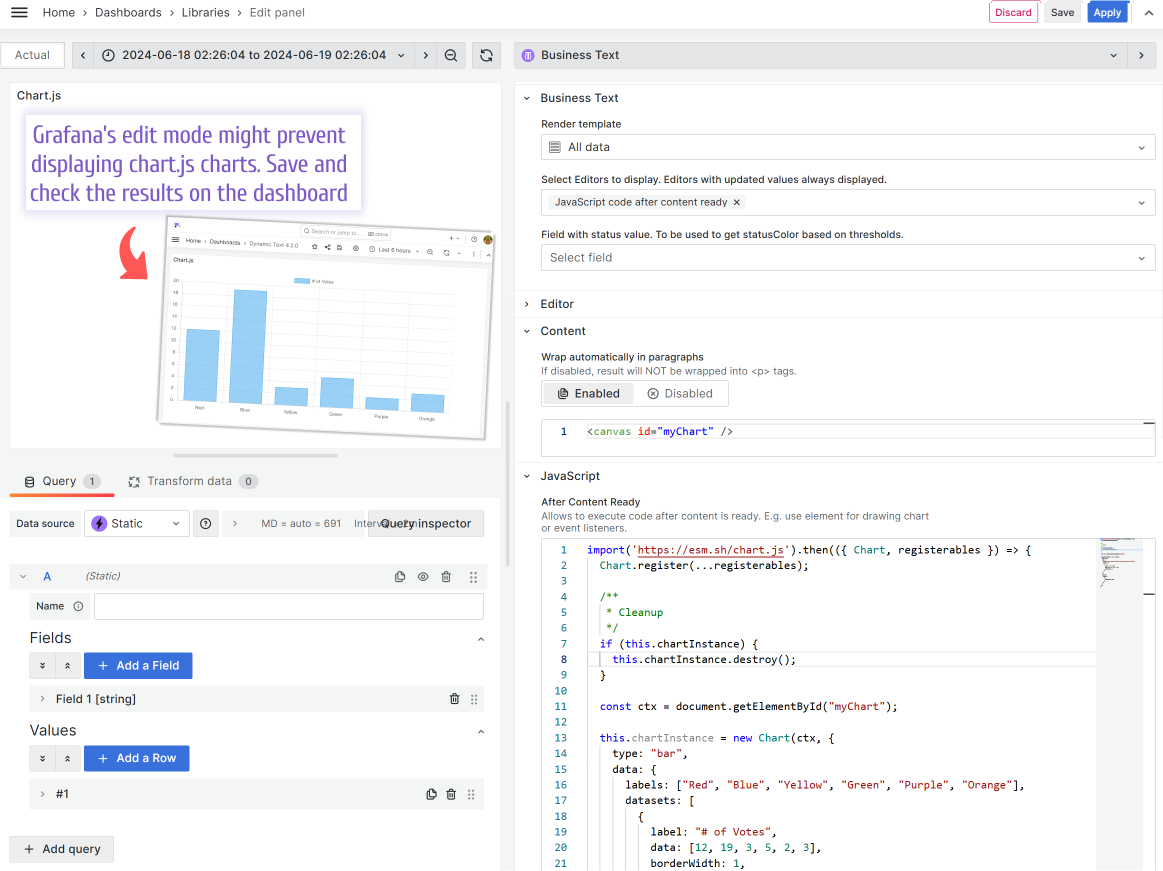 Home › Dashboards › Libraries › Edit panel
Discard Save Apply
Actual 2024-06-18 02:26:04 to 2024-06-19 02:26:04
Business Text
Chart.js
Grafana's edit mode might prevent
displaying chart.js charts. Save and
check the results on the dashboard
Search or jump to...
Home › Dashboards › Dynamic Text 4.2.0
Last 6 hours
Chart.js
# of Votes
20
18
16
14
12
10
8
6
4
2
0
Red Blue Yellow Green Purple Orange
Query 1 Transform data 0
Data source Static MD = auto = 691 Query inspector
A (Static)
Name
Fields
+ Add a Field
Field 1 [string]
Values
+ Add a Row
#1
+ Add query
Business Text
Render template
All data
Select Editors to display. Editors with updated values always displayed.
JavaScript code after content ready ×
Field with status value. To be used to get statusColor based on thresholds.
Select field
Editor
Content
Wrap automatically in paragraphs
If disabled, result will NOT be wrapped into <p> tags.
Enabled Disabled
1 <canvas id="myChart" />
JavaScript
After Content Ready
Allows to execute code after content is ready. E.g. use element for drawing chart
or event listeners.
1 import('https://esm.sh/chart.js').then(({ Chart, registerables }) => {
2 Chart.register(...registerables);
3
4 /**
5 * Cleanup
6 */
7 if (this.chartInstance) {
8 this.chartInstance.destroy();
9 }
10
11 const ctx = document.getElementById("myChart");
12
13 this.chartInstance = new Chart(ctx, {
14 type: "bar",
15 data: {
16 labels: ["Red", "Blue", "Yellow", "Green", "Purple", "Orange"],
17 datasets: [
18 {
19 label: "# of Votes",
20 data: [12, 19, 3, 5, 2, 3],
21 borderWidth: 1,